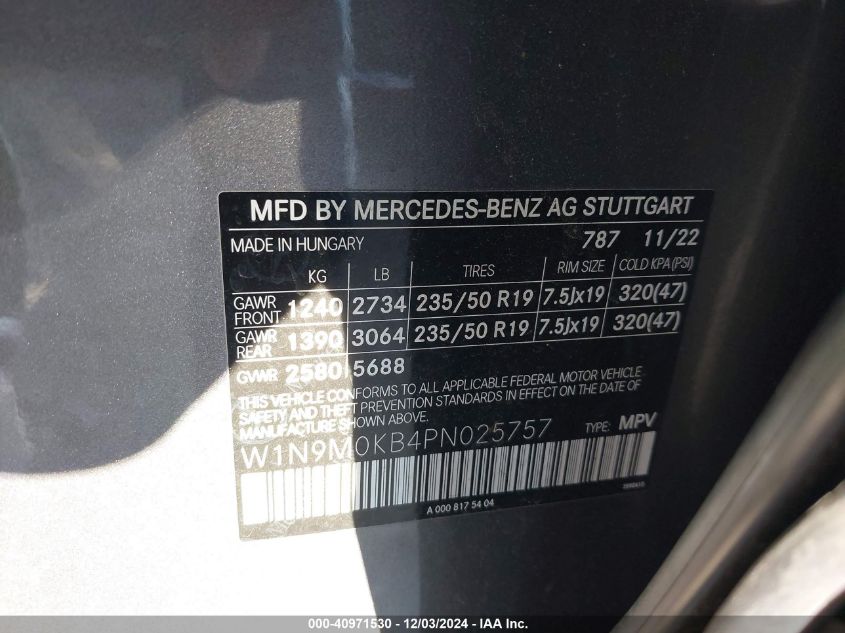 MFD BY MERCEDES-BENZ AG STUTTGART
MADE IN HUNGARY 787 11/22
KG LB TIRES RIM SIZE COLD KPA (PSI)
GAWR FRONT 1240 2734 235/50 R19 7.5Jx19 320(47)
GAWR REAR 1390 3064 235/50 R19 7.5Jx19 320(47)
GVWR 2580 5688
THIS VEHICLE CONFORMS TO ALL APPLICABLE FEDERAL MOTOR VEHICLE
SAFETY AND THEFT PREVENTION STANDARDS IN EFFECT ON THE DATE OF
MANUFACTURE SHOWN ABOVE.
W1N9M0KB4PN025757 TYPE: MPV
A 000 817 54 04
000-40971530 - 12/03/2024 - IAA Holdings, LLC.